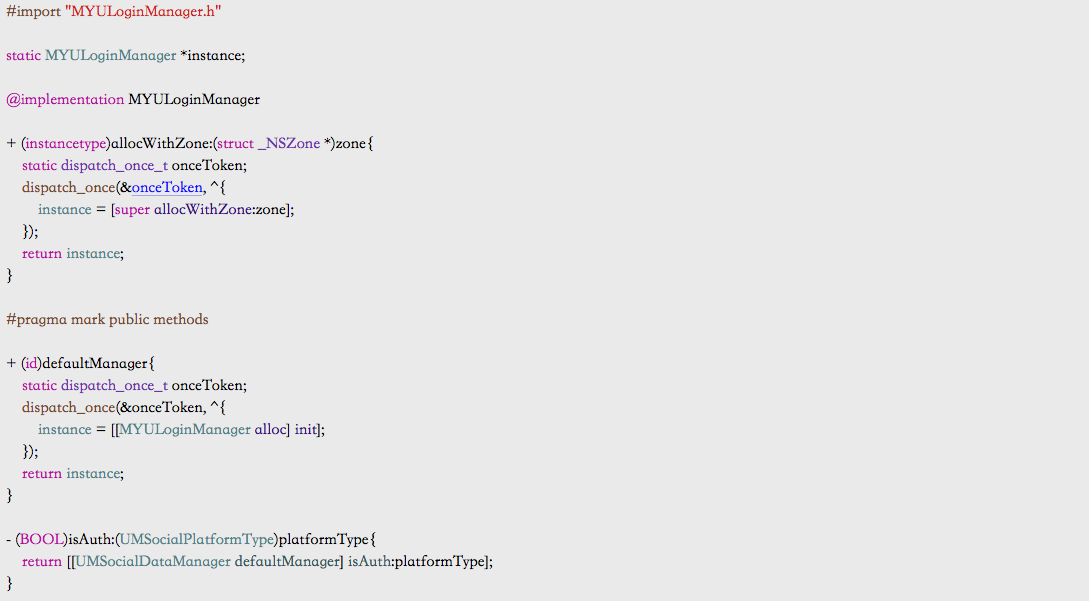 #import "MYULoginManager.h"
static MYULoginManager *instance;
@implementation MYULoginManager
+ (instancetype)allocWithZone:(struct _NSZone *)zone{
static dispatch_once_t onceToken;
dispatch_once(&onceToken, ^{
instance = [super allocWithZone:zone];
});
return instance;
}
#pragma mark public methods
+ (id)defaultManager{
static dispatch_once_t onceToken;
dispatch_once(&onceToken, ^{
instance = [[MYULoginManager alloc] init];
});
return instance;
}
- (BOOL)isAuth:(UMSocialPlatformType)platformType{
return [[UMSocialDataManager defaultManager] isAuth:platformType];
}